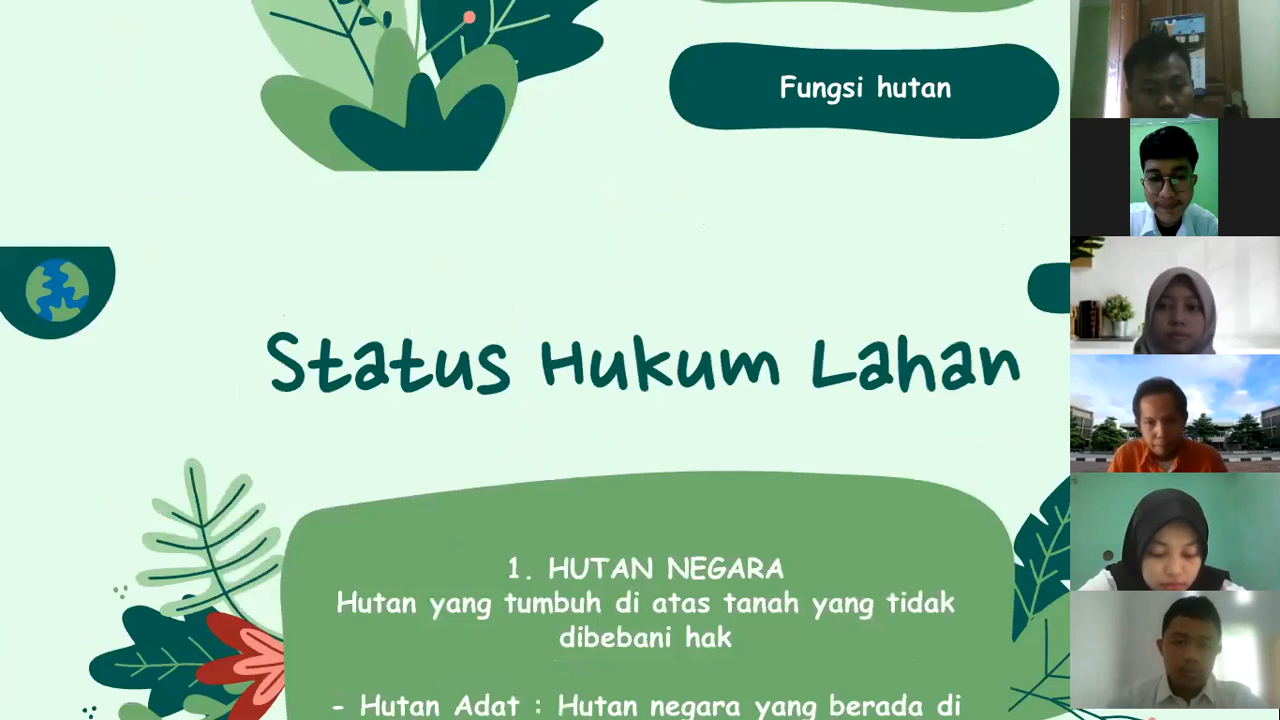 Fungsi hutan
Status Hukum Lahan
1. HUTAN NEGARA
Hutan yang tumbuh di atas tanah yang tidak
dibebani hak
- Hutan Adat : Hutan negara yang berada di